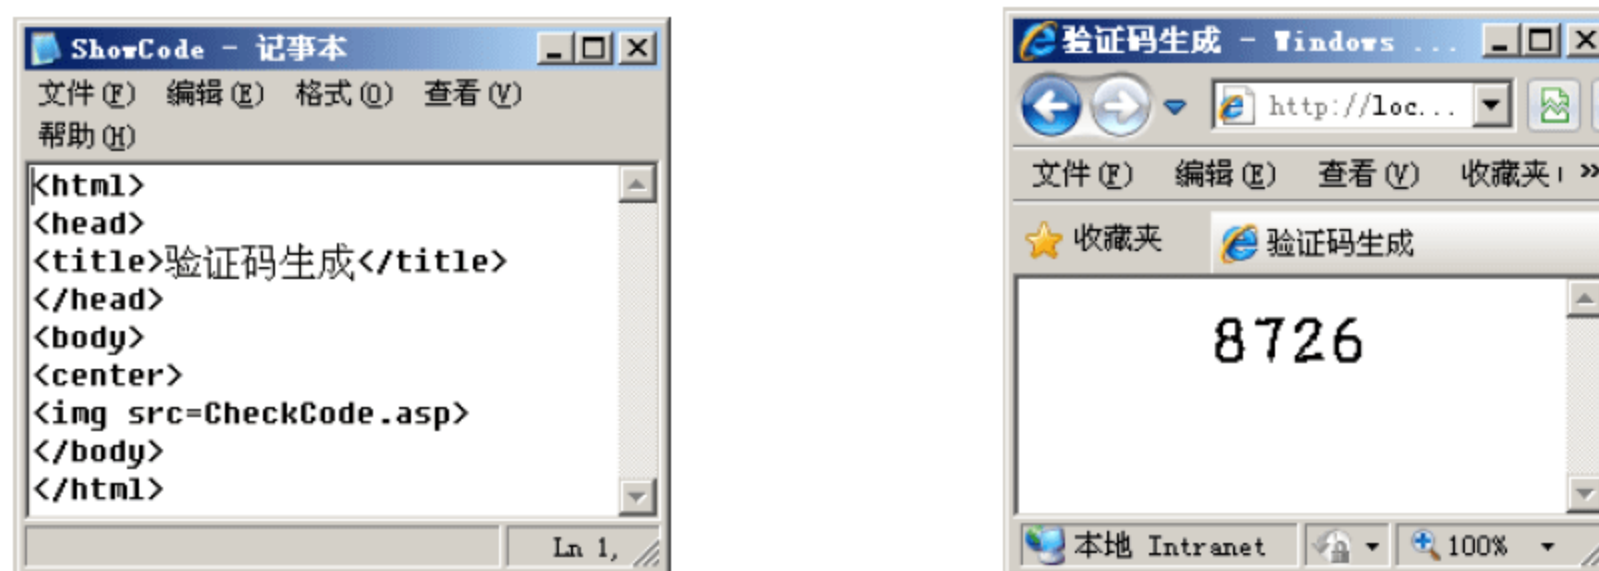 ShowCode - 记事本
文件(F) 编辑(E) 格式(O) 查看(V)
帮助(H)
<html>
<head>
<title>验证码生成</title>
</head>
<body>
<center>
<img src=CheckCode.asp>
</body>
</html>
Ln 1,
验证码生成 - Windows ...
http://loc...
文件(F) 编辑(E) 查看(V) 收藏夹 »
收藏夹 验证码生成
8726
本地 Intranet 100%